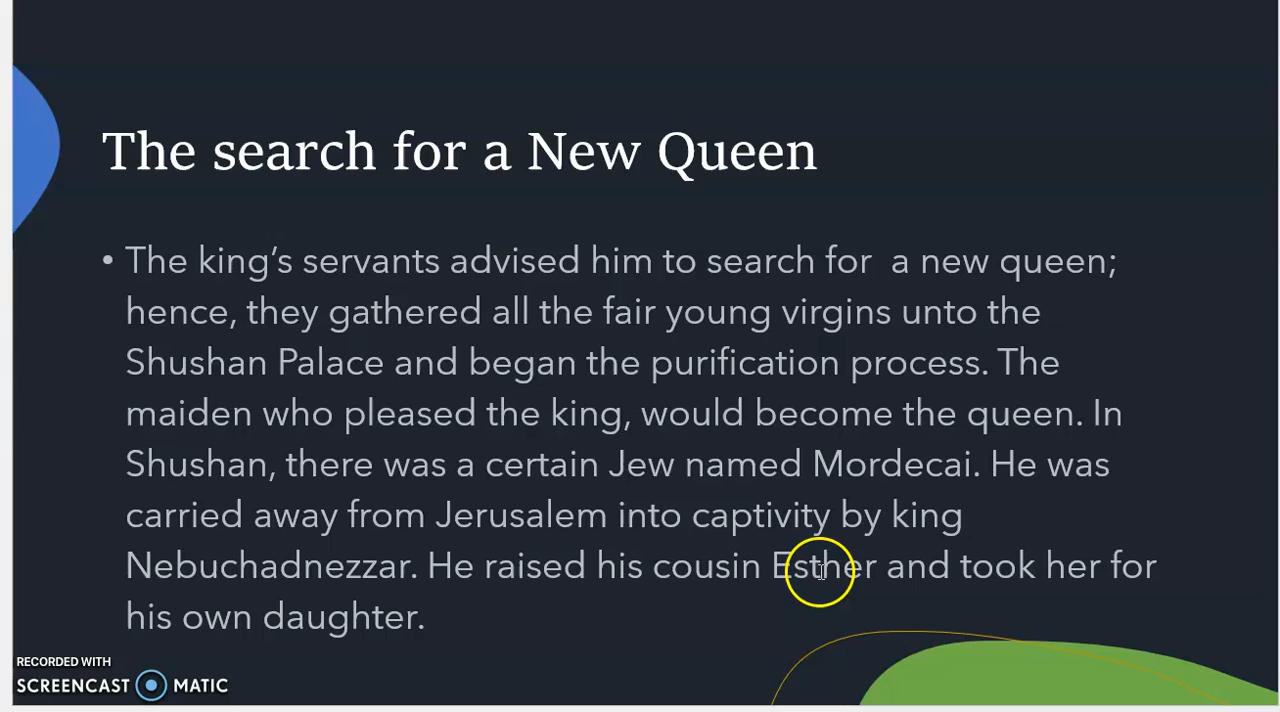 The search for a New Queen
• The king’s servants advised him to search for  a new queen;
hence, they gathered all the fair young virgins unto the
Shushan Palace and began the purification process. The
maiden who pleased the king, would become the queen. In
Shushan, there was a certain Jew named Mordecai. He was
carried away from Jerusalem into captivity by king
Nebuchadnezzar. He raised his cousin Esther and took her for
his own daughter.
RECORDED WITH
SCREENCAST MATIC